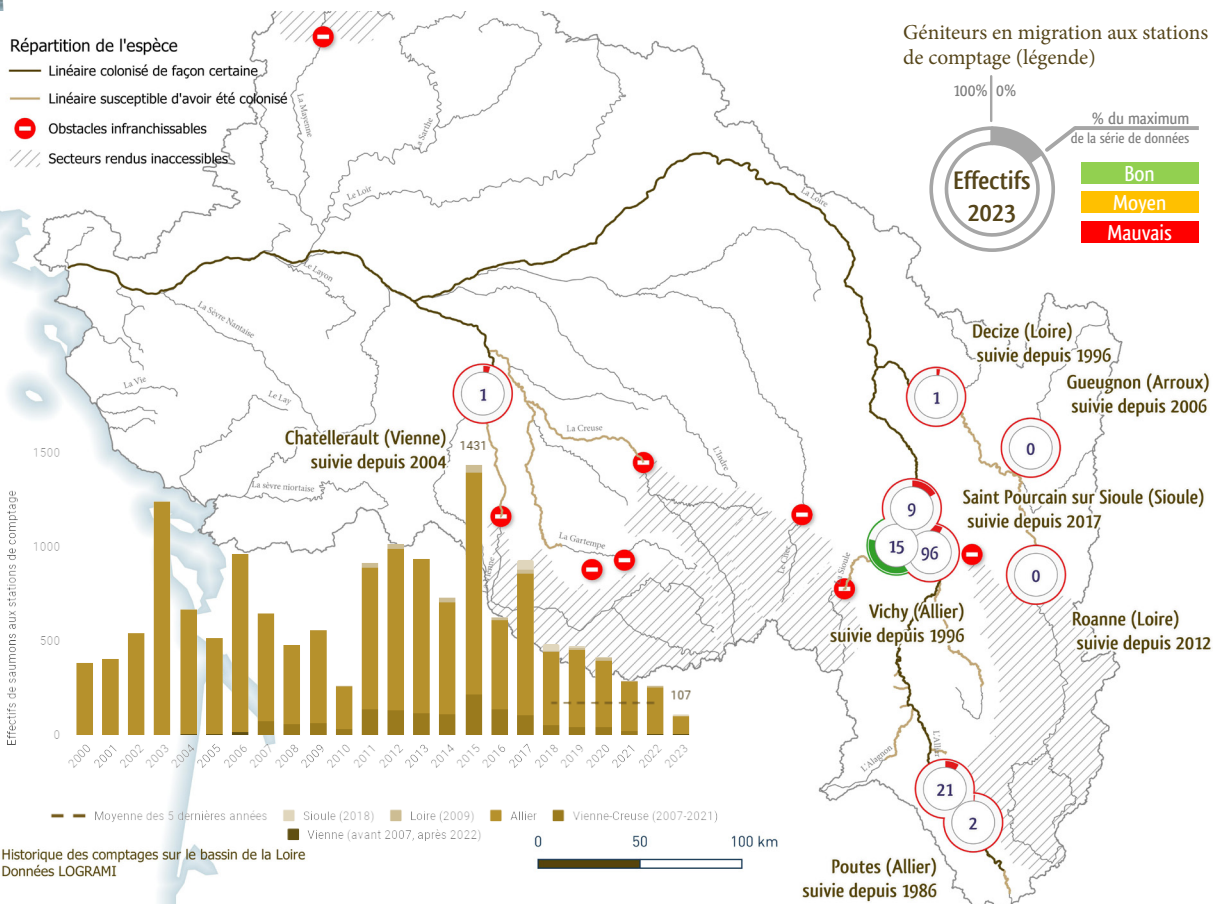 Répartition de l'espèce
Linéaire colonisé de façon certaine
Linéaire susceptible d'avoir été colonisé
Obstacles infranchissables
Secteurs rendus inaccessibles
Géniteurs en migration aux stations
de comptage (légende)
100% 0%
% du maximum
de la série de données
Effectifs
2023
Bon
Moyen
Mauvais
La Mayenne
La Sarthe
Le Loir
La Loire
Le Layon
La Sèvre Nantaise
La Vie
Le Lay
La sèvre niortaise
La Creuse
L'Indre
La Gartempe
Le Cher
La Sioule
L'Alagnon
Decize (Loire)
suivie depuis 1996
1
Gueugnon (Arroux)
suivie depuis 2006
0
1
Chatellerault (Vienne)
suivie depuis 2004
Saint Pourcain sur Sioule (Sioule)
suivie depuis 2017
9
15
96
0
Vichy (Allier)
suivie depuis 1996
Roanne (Loire)
suivie depuis 2012
21
2
Poutes (Allier)
suivie depuis 1986
Effectifs de saumons aux stations de comptage
1500
1000
500
0
1431
107
2000 2001 2002 2003 2004 2005 2006 2007 2008 2009 2010 2011 2012 2013 2014 2015 2016 2017 2018 2019 2020 2021 2022 2023
Moyenne des 5 dernières années Sioule (2018) Loire (2009) Allier Vienne-Creuse (2007-2021)
Vienne (avant 2007, après 2022)
0 50 100 km
Historique des comptages sur le bassin de la Loire
Données LOGRAMI